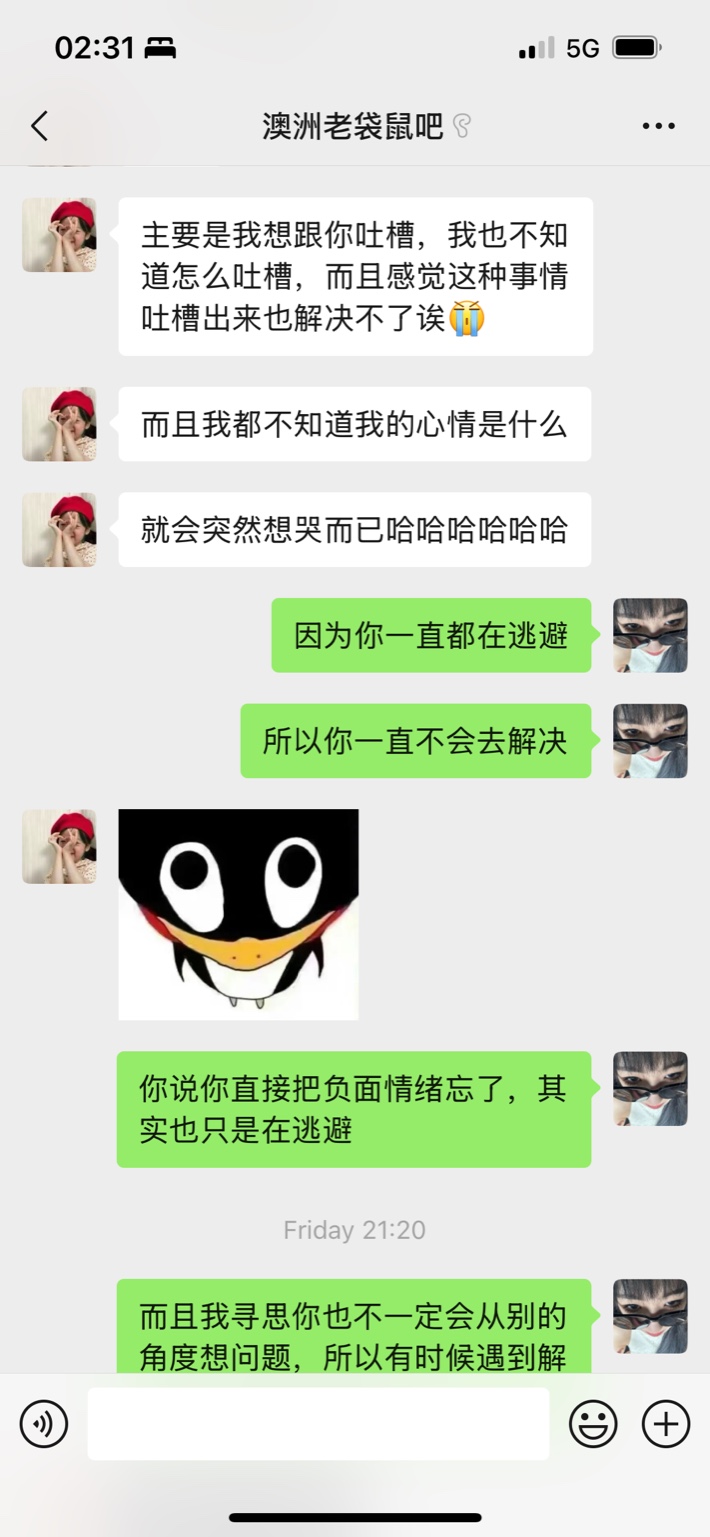 02:31
5G
澳洲老袋鼠吧
主要是我想跟你吐槽，我也不知
道怎么吐槽，而且感觉这种事情
吐槽出来也解决不了诶😭
而且我都不知道我的心情是什么
就会突然想哭而已哈哈哈哈哈哈
因为你一直都在逃避
所以你一直不会去解决
你说你直接把负面情绪忘了，其
实也只是在逃避
Friday 21:20
而且我寻思你也不一定会从别的
角度想问题，所以有时候遇到解